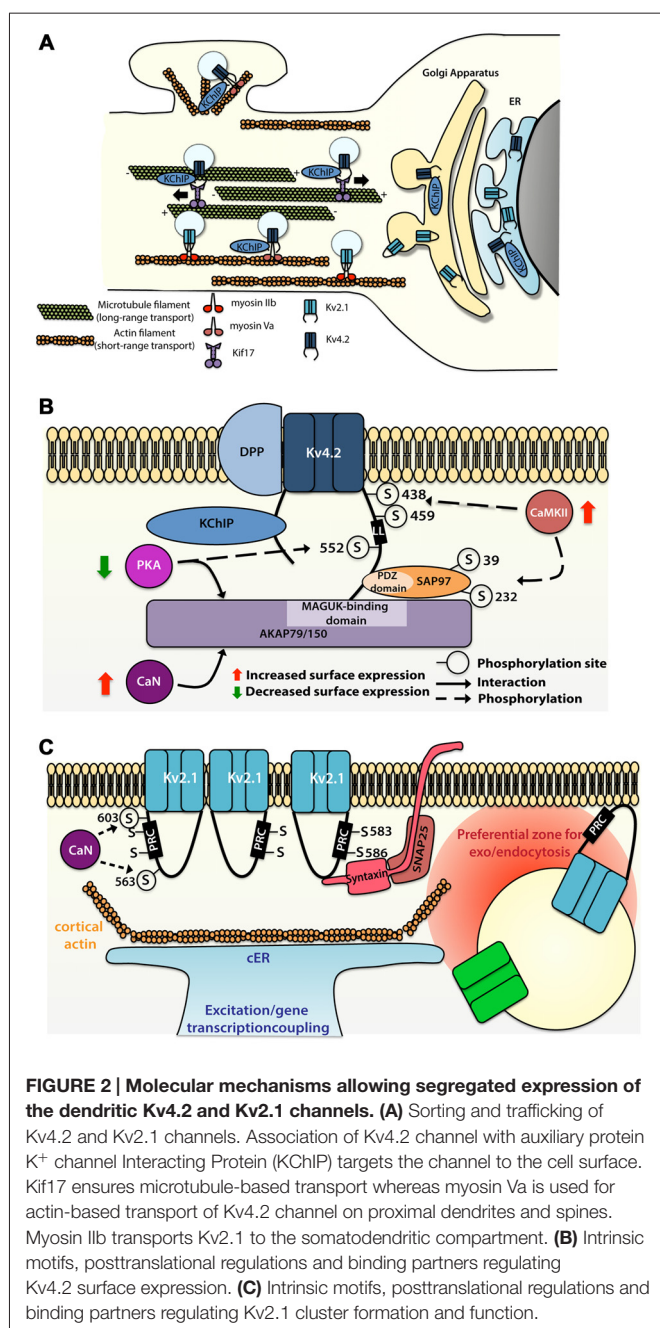 A
Golgi Apparatus
ER
KChIP
KChIP
KChIP
KChIP
KChIP
KChIP
- + + - + - + -
Microtubule filament
(long-range transport)
Actin filament
(short-range transport)
myosin IIb
myosin Va
Kif17
Kv2.1
Kv4.2
B
DPP
Kv4.2
KChIP
S 438
S 459
552 S
CaMKII
PKA
S 39
PDZ
domain
SAP97
S 232
MAGUK-binding
domain
AKAP79/150
CaN
Increased surface expression
Decreased surface expression
S Phosphorylation site
Interaction
Phosphorylation
C
Kv2.1
Kv2.1
Kv2.1
603 S
S
S
563 S
PRC
CaN
PRC
S
S
PRC
S583
S586
Syntaxin
SNAP25
Preferential zone for
exo/endocytosis
PRC
cortical
actin
cER
Excitation/gene
transcriptioncoupling
FIGURE 2 | Molecular mechanisms allowing segregated expression of
the dendritic Kv4.2 and Kv2.1 channels. (A) Sorting and trafficking of
Kv4.2 and Kv2.1 channels. Association of Kv4.2 channel with auxiliary protein
K+ channel Interacting Protein (KChIP) targets the channel to the cell surface.
Kif17 ensures microtubule-based transport whereas myosin Va is used for
actin-based transport of Kv4.2 channel on proximal dendrites and spines.
Myosin IIb transports Kv2.1 to the somatodendritic compartment. (B) Intrinsic
motifs, posttranslational regulations and binding partners regulating
Kv4.2 surface expression. (C) Intrinsic motifs, posttranslational regulations and
binding partners regulating Kv2.1 cluster formation and function.